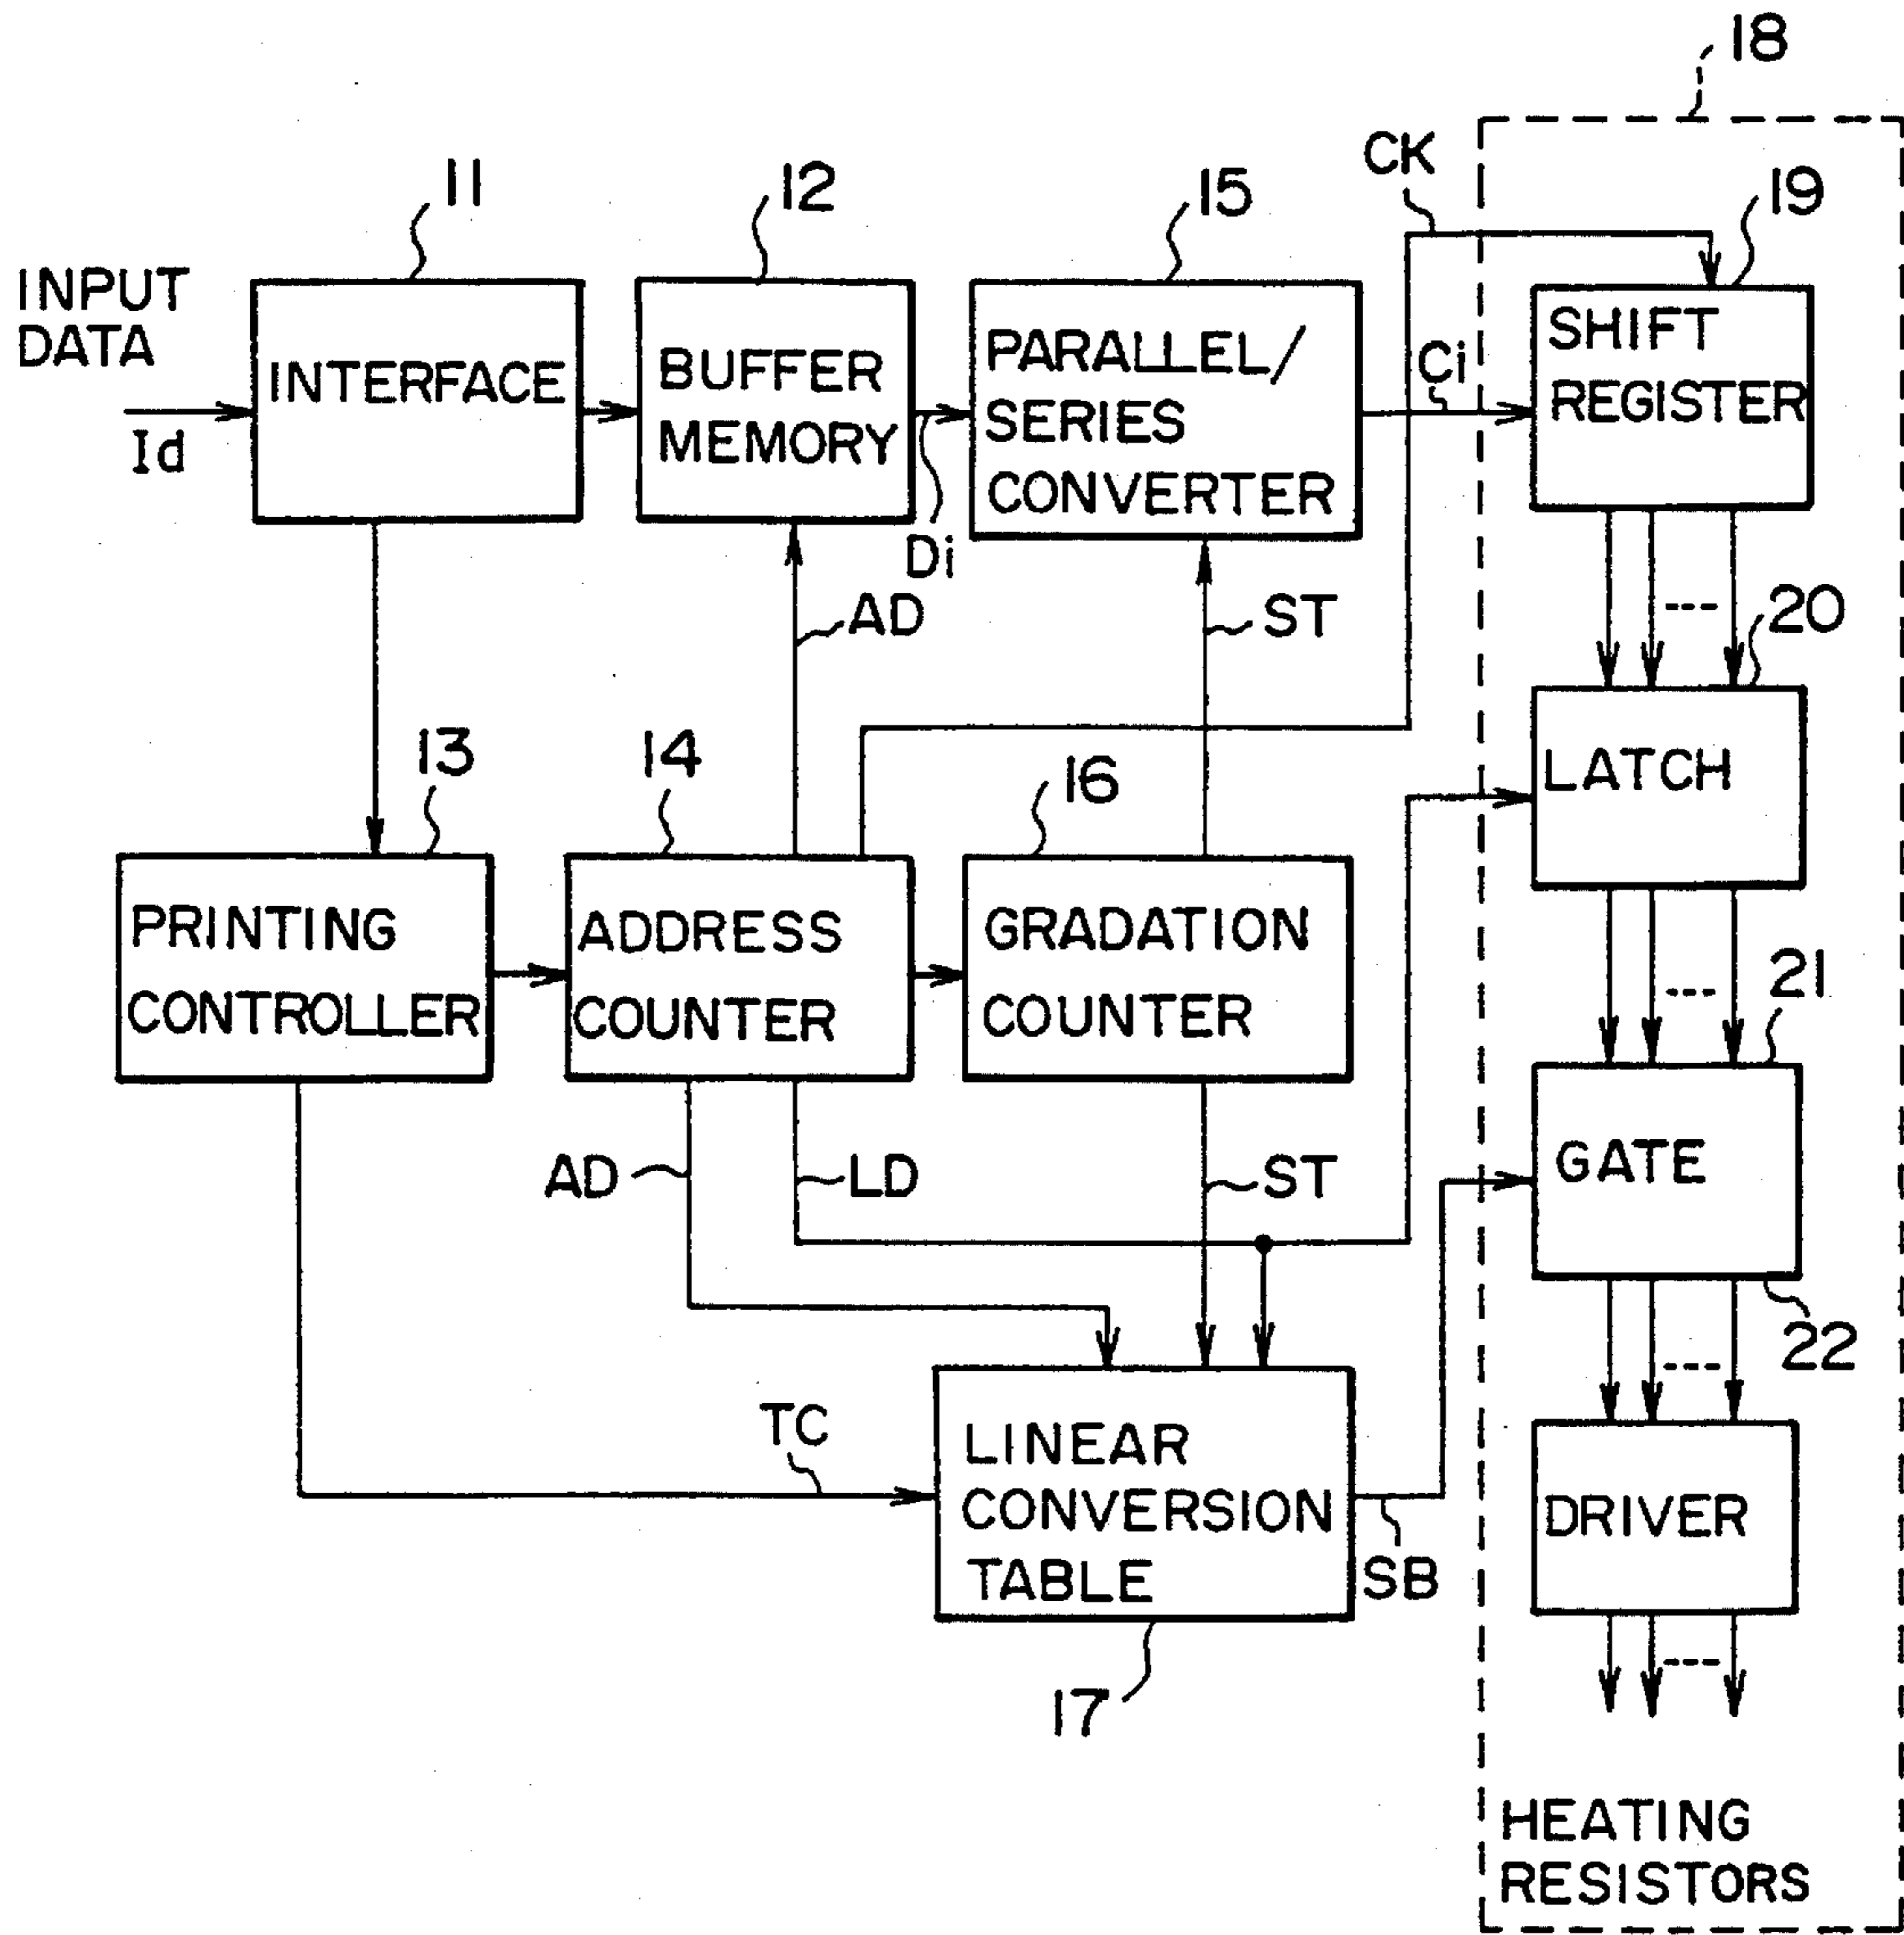 18
CK
11
12
15
19
INPUT
DATA
Id
INTERFACE
BUFFER
MEMORY
Di
PARALLEL/
SERIES
CONVERTER
Ci
SHIFT
REGISTER
AD
ST
20
13
14
16
LATCH
PRINTING
CONTROLLER
ADDRESS
COUNTER
GRADATION
COUNTER
21
AD
LD
ST
GATE
22
TC
LINEAR
CONVERSION
TABLE
SB
DRIVER
17
HEATING
RESISTORS